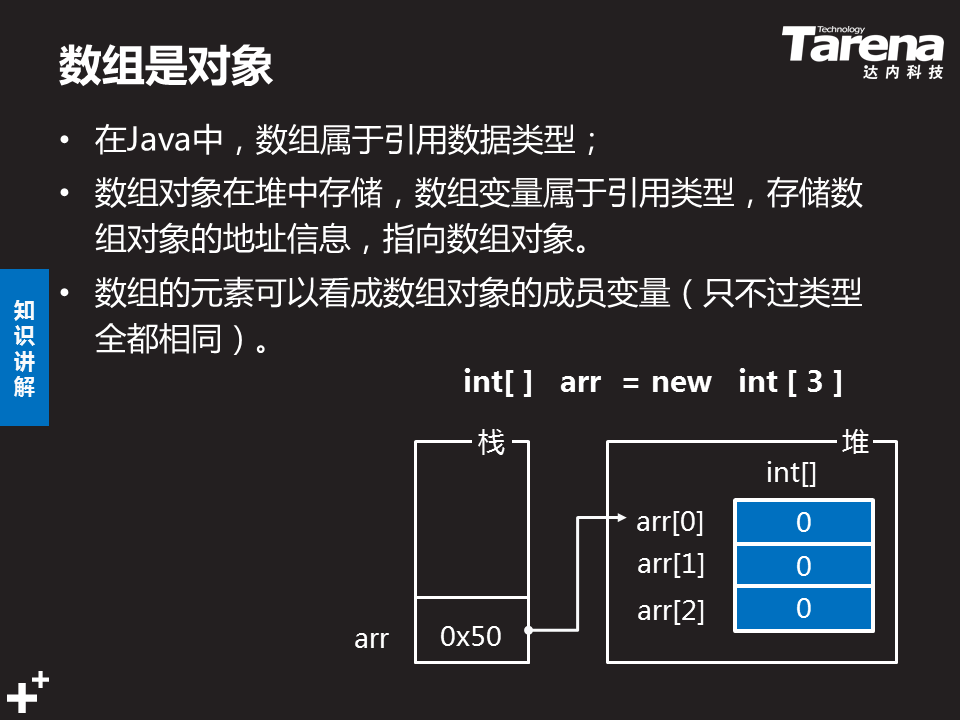 数组是对象
Technology
Tarena
达内科技
• 在Java中，数组属于引用数据类型；
• 数组对象在堆中存储，数组变量属于引用类型，存储数
组对象的地址信息，指向数组对象。
• 数组的元素可以看成数组对象的成员变量（只不过类型
全都相同）。
知识讲解
int[ ] arr = new int [ 3 ]
栈
堆
int[]
arr[0] 0
arr[1] 0
arr[2] 0
arr 0x50